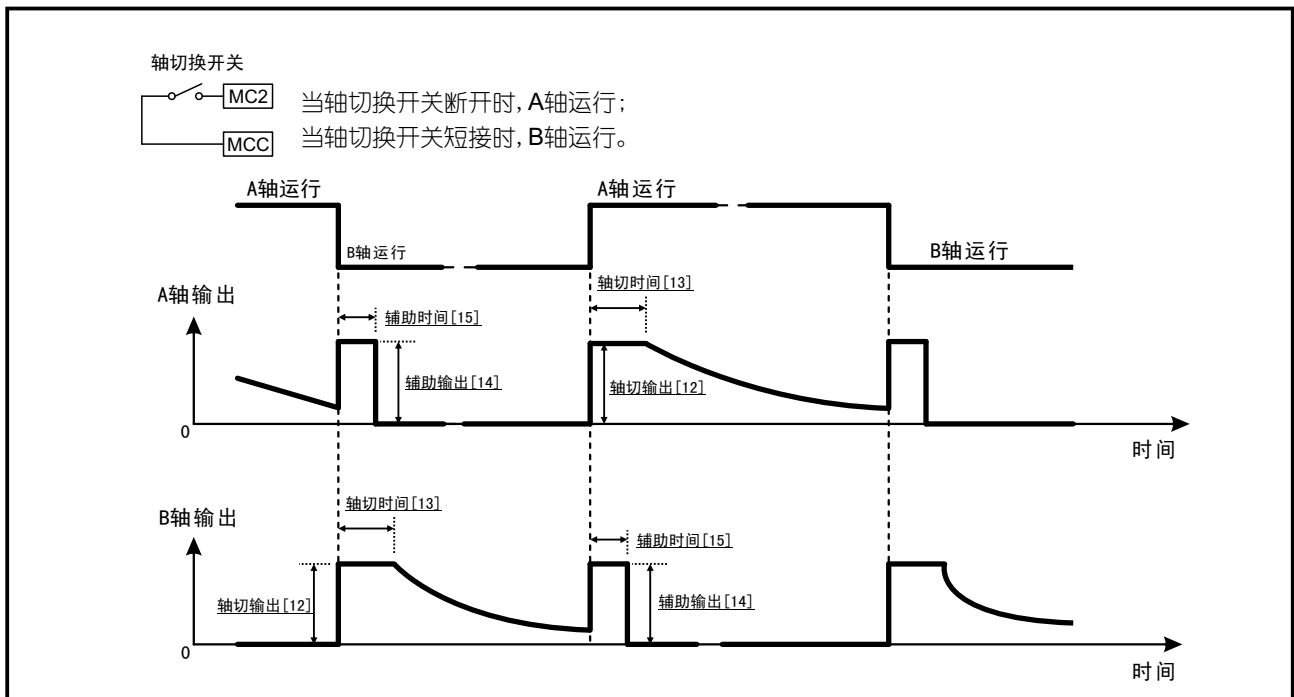 轴切换开关
MC2
当轴切换开关断开时, A轴运行;
MCC
当轴切换开关短接时, B轴运行。
A轴运行
A轴运行
B轴运行
B轴运行
轴切时间[13]
A轴输出
辅助时间[15]
辅助输出[14]
轴切输出[12]
0
时间
轴切时间[13]
B轴输出
辅助时间[15]
轴切输出[12]
辅助输出[14]
0
时间